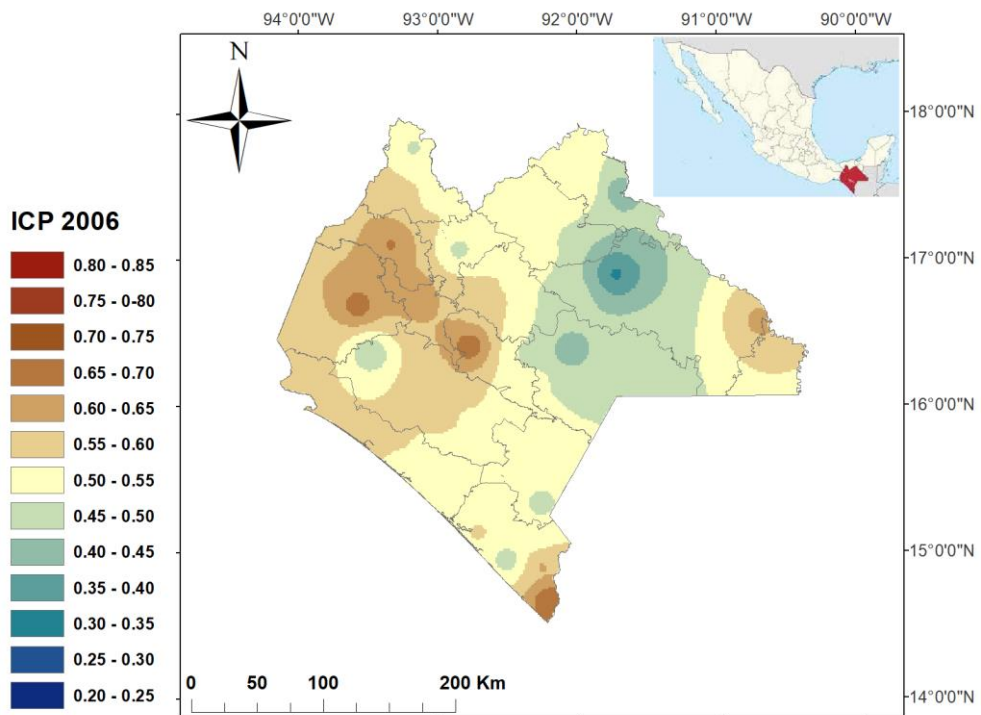 94°0'0"W 93°0'0"W 92°0'0"W 91°0'0"W 90°0'0"W
N
18°0'0"N
17°0'0"N
16°0'0"N
15°0'0"N
14°0'0"N
ICP 2006
0.80 - 0.85
0.75 - 0-80
0.70 - 0.75
0.65 - 0.70
0.60 - 0.65
0.55 - 0.60
0.50 - 0.55
0.45 - 0.50
0.40 - 0.45
0.35 - 0.40
0.30 - 0.35
0.25 - 0.30
0.20 - 0.25
0 50 100 200 Km